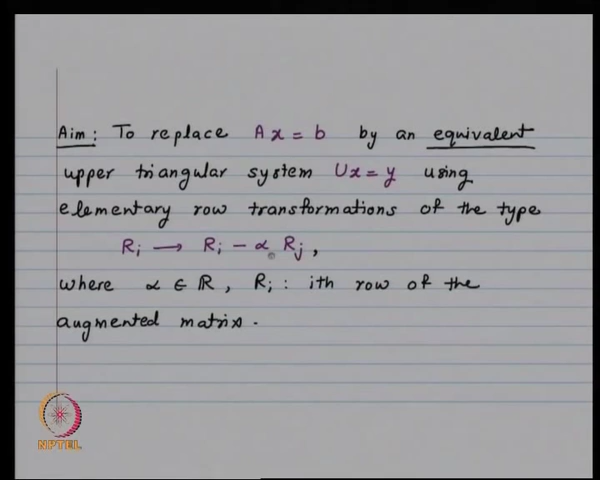 Aim: To replace Ax = b by an equivalent
upper triangular system Ux = y using
elementary row transformations of the type
Ri → Ri - α Rj,
where α ∈ ℝ, Ri: ith row of the
augmented matrix.
NPTEL